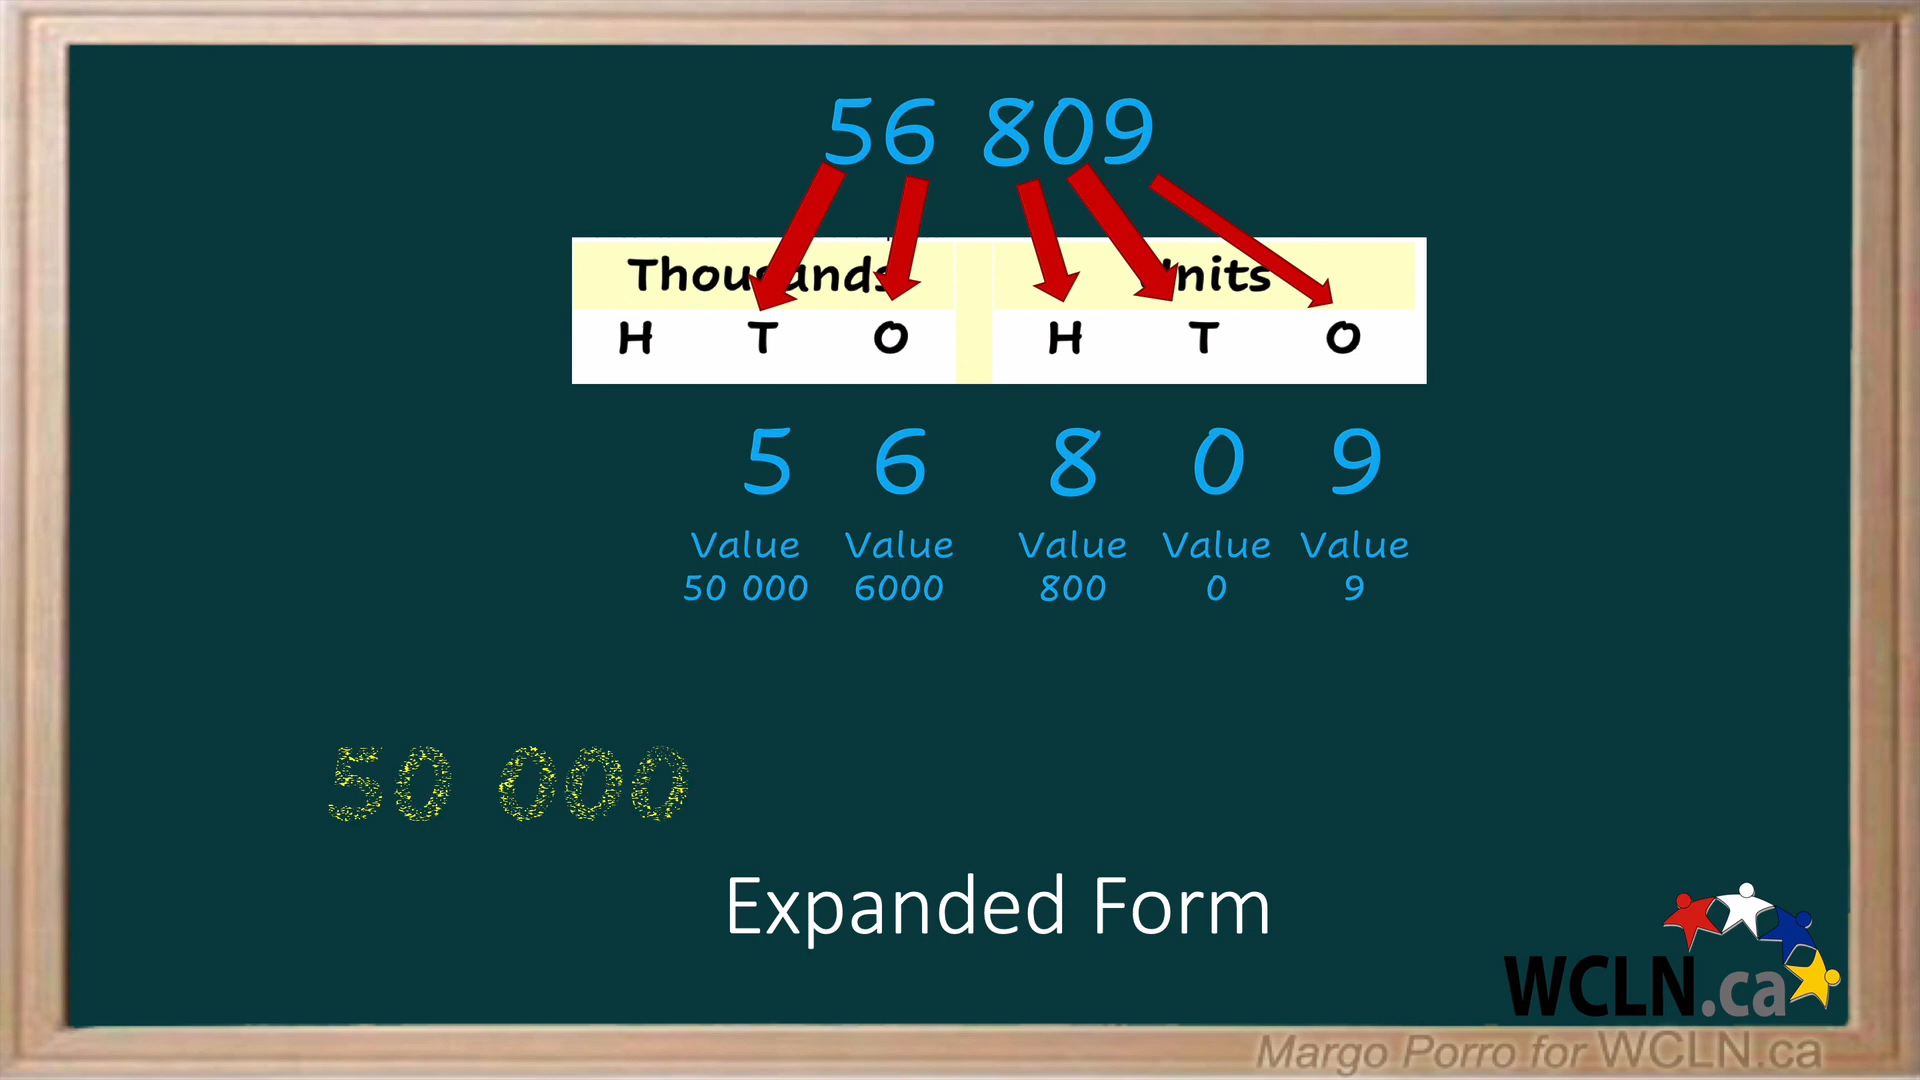 56 809
Thousands Units
H T O H T O
5 6 8 0 9
Value Value Value Value Value
50 000 6000 800 0 9
50 000
Expanded Form
WCLN.ca
Margo Porro for WCLN.ca